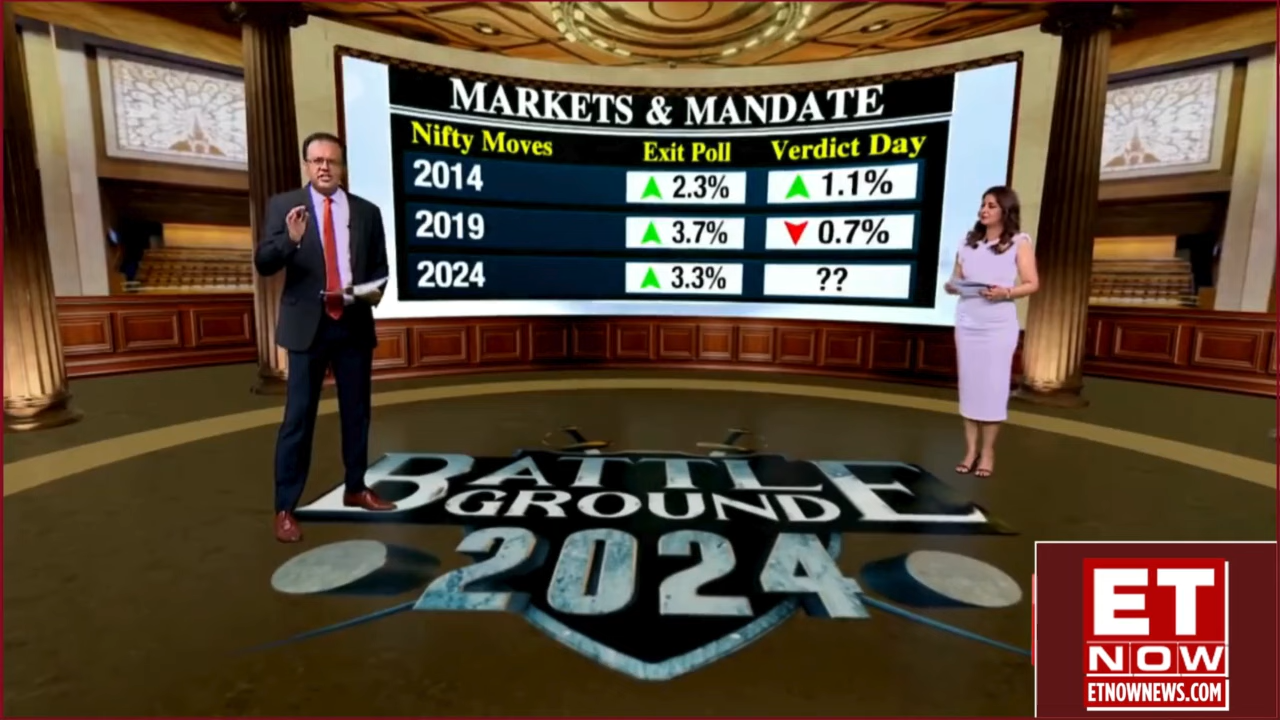 MARKETS & MANDATE
Nifty Moves Exit Poll Verdict Day
2014 2.3% 1.1%
2019 3.7% 0.7%
2024 3.3% ??
BATTLE
GROUND
2024
ET
NOW
ETNOWNEWS.COM